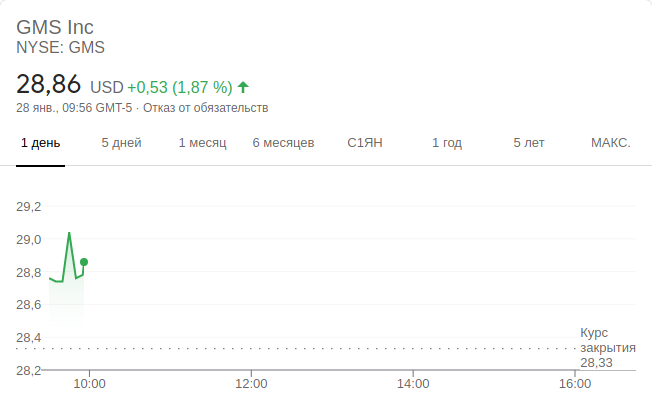 GMS Inc
NYSE: GMS
28,86 USD +0,53 (1,87 %)
28 янв., 09:56 GMT-5 · Отказ от обязательств
1 день 5 дней 1 месяц 6 месяцев С1ЯН 1 год 5 лет МАКС.
29,2
29,0
28,8
28,6
28,4
28,2
Курс
закрытия
28,33
10:00 12:00 14:00 16:00